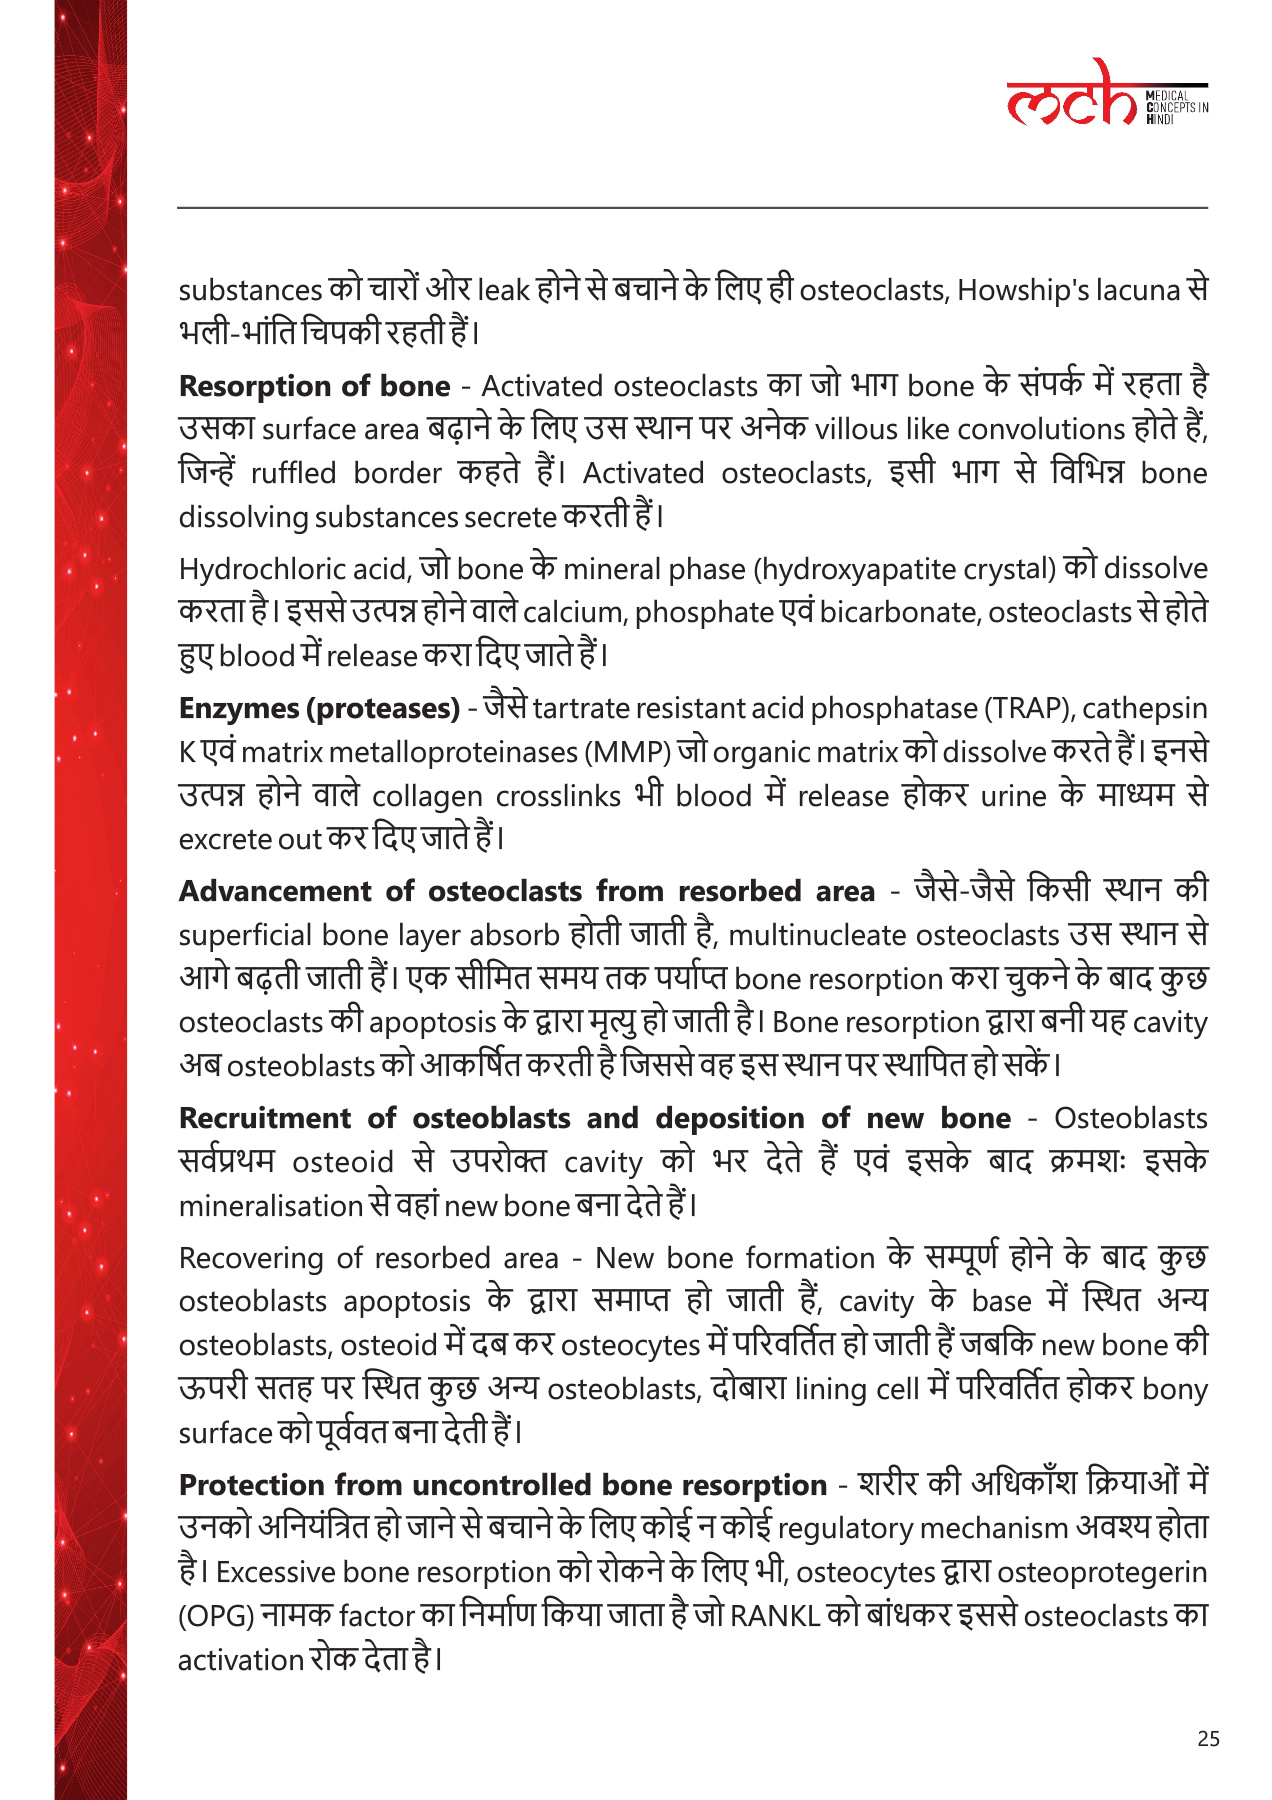 mch MEDICAL
CONCEPTS IN
HINDI
substances को चारों ओर leak होने से बचाने के लिए ही osteoclasts, Howship's lacuna से
भली-भांति चिपकी रहती हैं।
Resorption of bone - Activated osteoclasts का जो भाग bone के संपर्क में रहता है
उसका surface area बढ़ाने के लिए उस स्थान पर अनेक villous like convolutions होते हैं,
जिन्हें ruffled border कहते हैं। Activated osteoclasts, इसी भाग से विभिन्न bone
dissolving substances secrete करती हैं।
Hydrochloric acid, जो bone के mineral phase (hydroxyapatite crystal) को dissolve
करता है। इससे उत्पन्न होने वाले calcium, phosphate एवं bicarbonate, osteoclasts से होते
हुए blood में release करा दिए जाते हैं।
Enzymes (proteases) - जैसे tartrate resistant acid phosphatase (TRAP), cathepsin
K एवं matrix metalloproteinases (MMP) जो organic matrix को dissolve करते हैं। इनसे
उत्पन्न होने वाले collagen crosslinks भी blood में release होकर urine के माध्यम से
excrete out कर दिए जाते हैं।
Advancement of osteoclasts from resorbed area - जैसे-जैसे किसी स्थान की
superficial bone layer absorb होती जाती है, multinucleate osteoclasts उस स्थान से
आगे बढ़ती जाती हैं। एक सीमित समय तक पर्याप्त bone resorption करा चुकने के बाद कुछ
osteoclasts की apoptosis के द्वारा मृत्यु हो जाती है। Bone resorption द्वारा बनी यह cavity
अब osteoblasts को आकर्षित करती है जिससे वह इस स्थान पर स्थापित हो सकें।
Recruitment of osteoblasts and deposition of new bone - Osteoblasts
सर्वप्रथम osteoid से उपरोक्त cavity को भर देते हैं एवं इसके बाद क्रमशः इसके
mineralisation से वहां new bone बना देते हैं।
Recovering of resorbed area - New bone formation के सम्पूर्ण होने के बाद कुछ
osteoblasts apoptosis के द्वारा समाप्त हो जाती हैं, cavity के base में स्थित अन्य
osteoblasts, osteoid में दब कर osteocytes में परिवर्तित हो जाती हैं जबकि new bone की
ऊपरी सतह पर स्थित कुछ अन्य osteoblasts, दोबारा lining cell में परिवर्तित होकर bony
surface को पूर्ववत बना देती हैं।
Protection from uncontrolled bone resorption - शरीर की अधिकाँश क्रियाओं में
उनको अनियंत्रित हो जाने से बचाने के लिए कोई न कोई regulatory mechanism अवश्य होता
है। Excessive bone resorption को रोकने के लिए भी, osteocytes द्वारा osteoprotegerin
(OPG) नामक factor का निर्माण किया जाता है जो RANKL को बांधकर इससे osteoclasts का
activation रोक देता है।
25